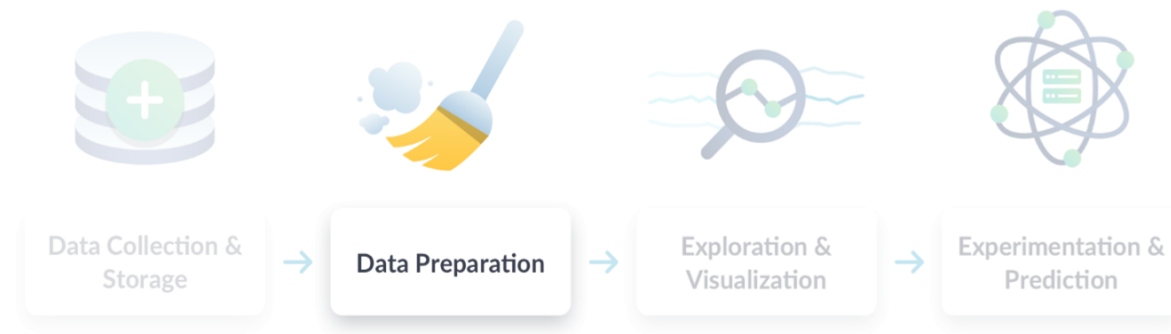 Data Collection &
Storage
Data Preparation
Exploration &
Visualization
Experimentation &
Prediction